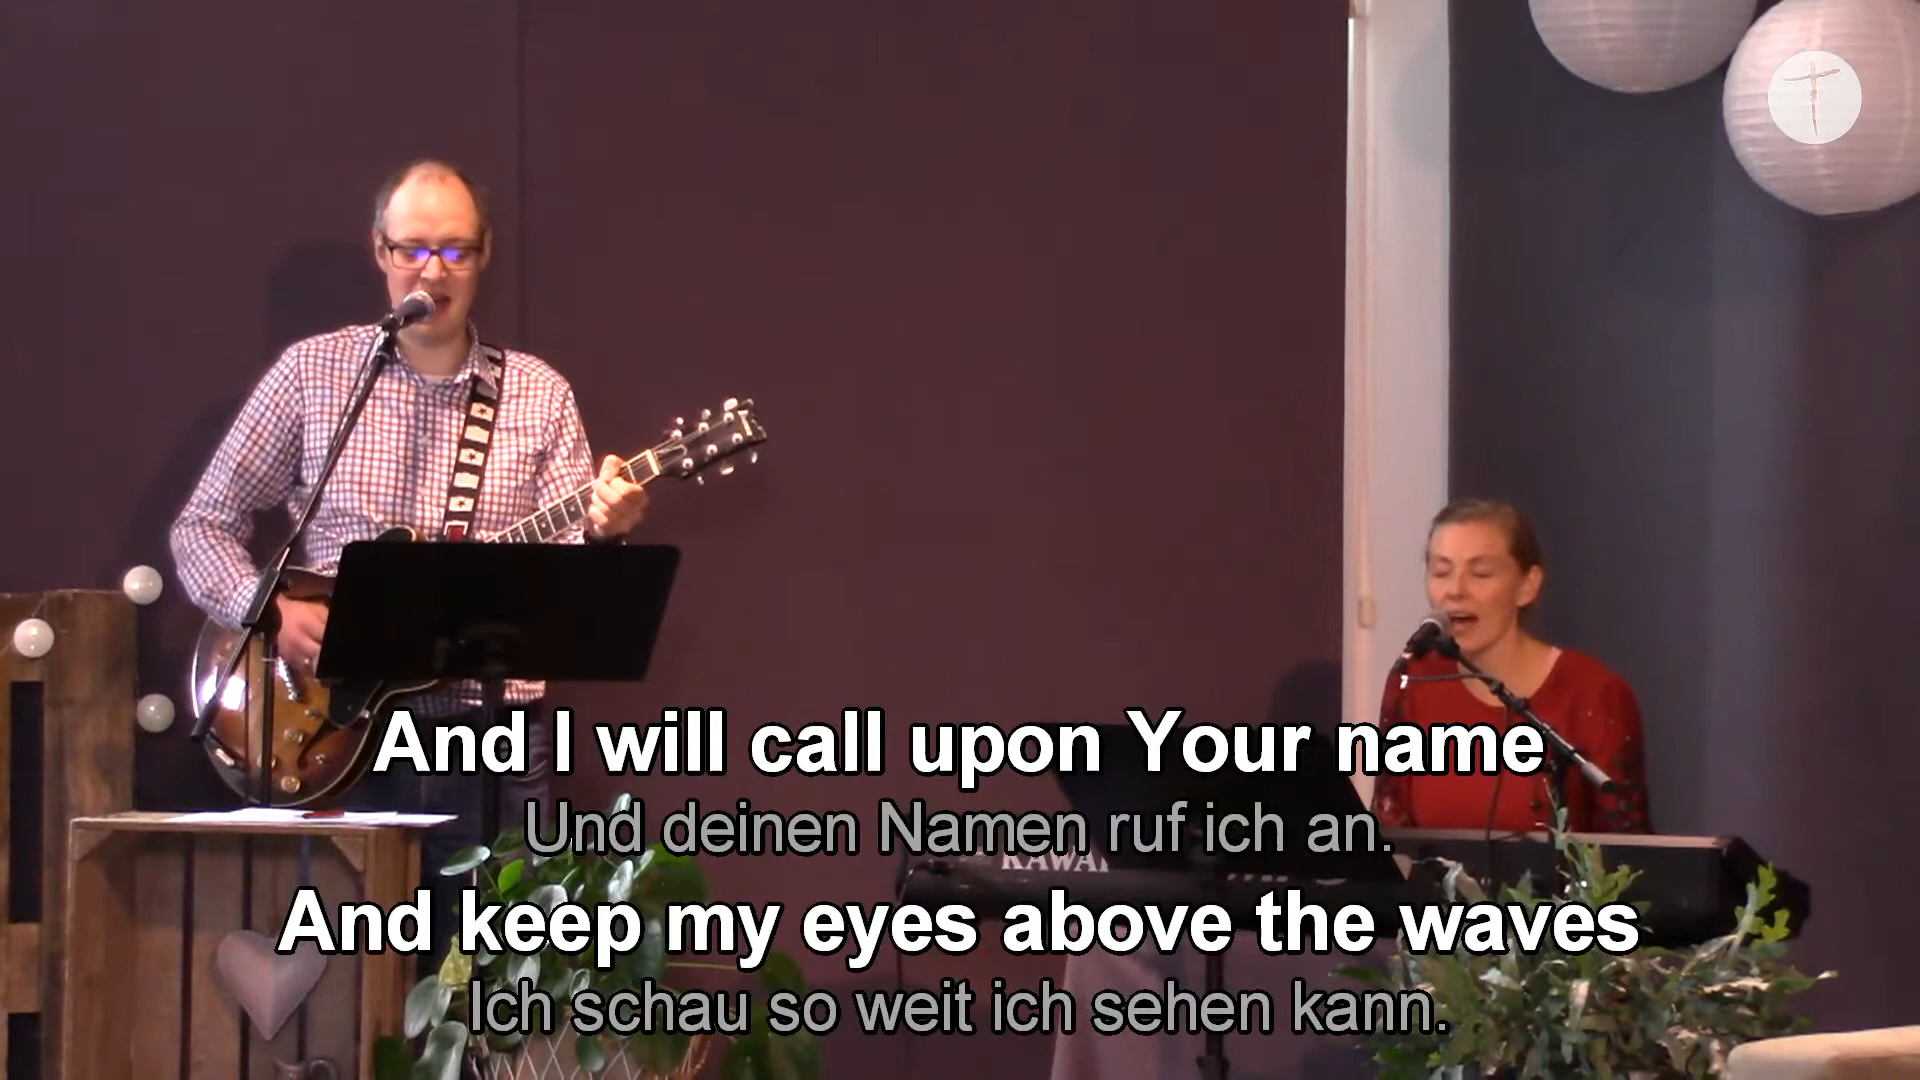 And I will call upon Your name
Und deinen Namen ruf ich an.
KAWAI
And keep my eyes above the waves
Ich schau so weit ich sehen kann.